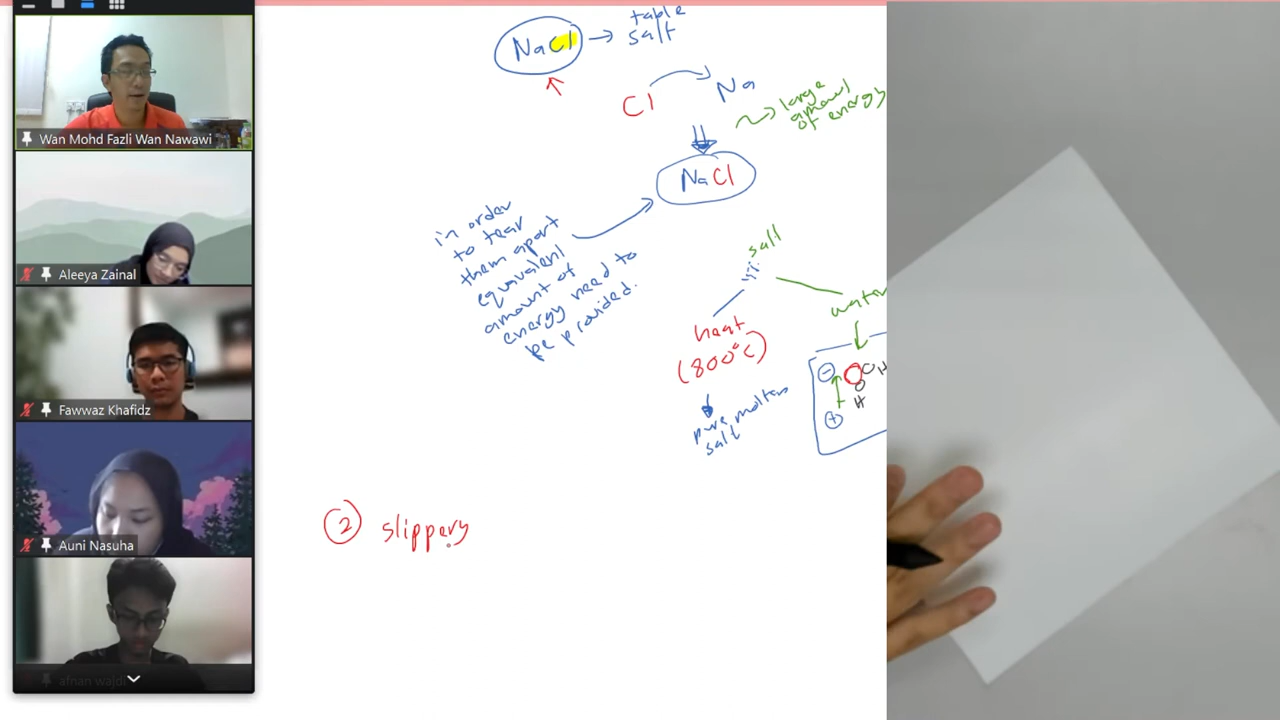 Wan Mohd Fazli Wan Nawawi
Aleeya Zainal
Fawwaz Khafidz
Auni Nasuha
afnan wajdi
NaCl → table
salt
Cl Na
large
amount
of energy
NaCl
in order
to tear
them apart
equivalent
amount of
energy need to
be provided.
salt
heat
(800°C)
water
pure molten
salt
- O H
O
+ H
2 slippery